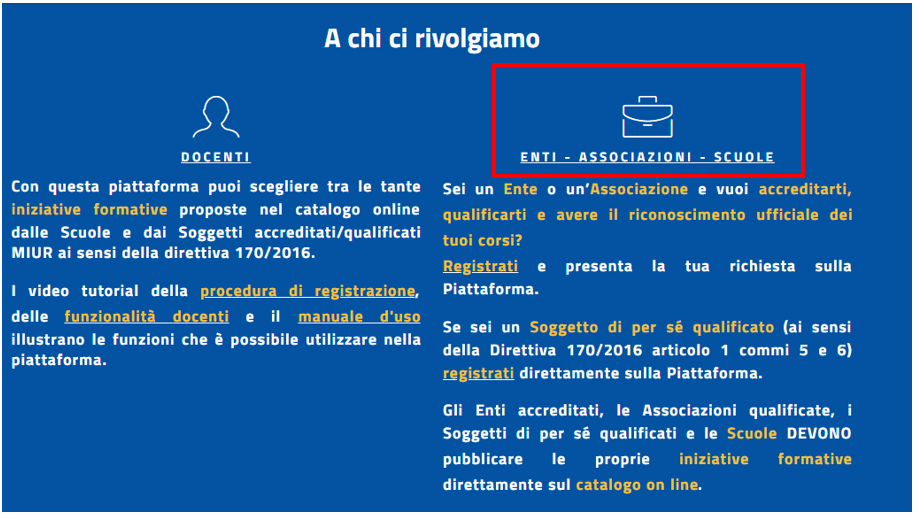 A chi ci rivolgiamo
DOCENTI
Con questa piattaforma puoi scegliere tra le tante
iniziative formative proposte nel catalogo online
dalle Scuole e dai Soggetti accreditati/qualificati
MIUR ai sensi della direttiva 170/2016.
I video tutorial della procedura di registrazione,
delle funzionalità docenti e il manuale d'uso
illustrano le funzioni che è possibile utilizzare nella
piattaforma.
ENTI - ASSOCIAZIONI - SCUOLE
Sei un Ente o un'Associazione e vuoi accreditarti,
qualificarti e avere il riconoscimento ufficiale dei
tuoi corsi?
Registrati e presenta la tua richiesta sulla
Piattaforma.
Se sei un Soggetto di per sé qualificato (ai sensi
della Direttiva 170/2016 articolo 1 commi 5 e 6)
registrati direttamente sulla Piattaforma.
Gli Enti accreditati, le Associazioni qualificate, i
Soggetti di per sé qualificati e le Scuole DEVONO
pubblicare le proprie iniziative formative
direttamente sul catalogo on line.